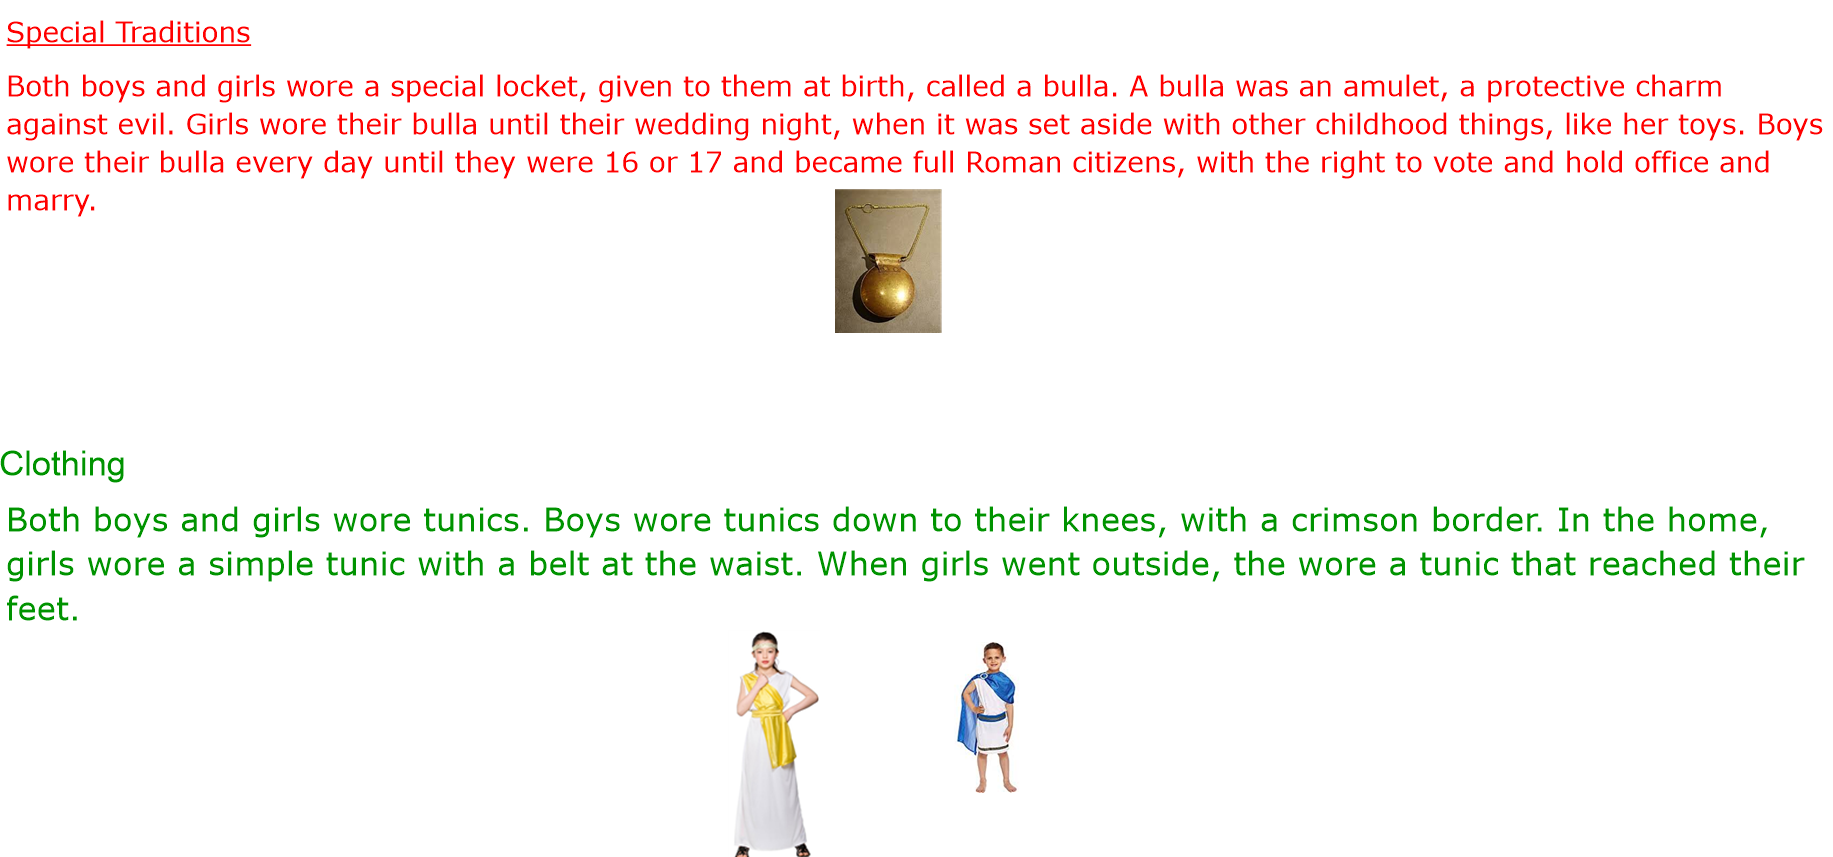 Special Traditions
Both boys and girls wore a special locket, given to them at birth, called a bulla. A bulla was an amulet, a protective charm
against evil. Girls wore their bulla until their wedding night, when it was set aside with other childhood things, like her toys. Boys
wore their bulla every day until they were 16 or 17 and became full Roman citizens, with the right to vote and hold office and
marry.
Clothing
Both boys and girls wore tunics. Boys wore tunics down to their knees, with a crimson border. In the home,
girls wore a simple tunic with a belt at the waist. When girls went outside, the wore a tunic that reached their
feet.